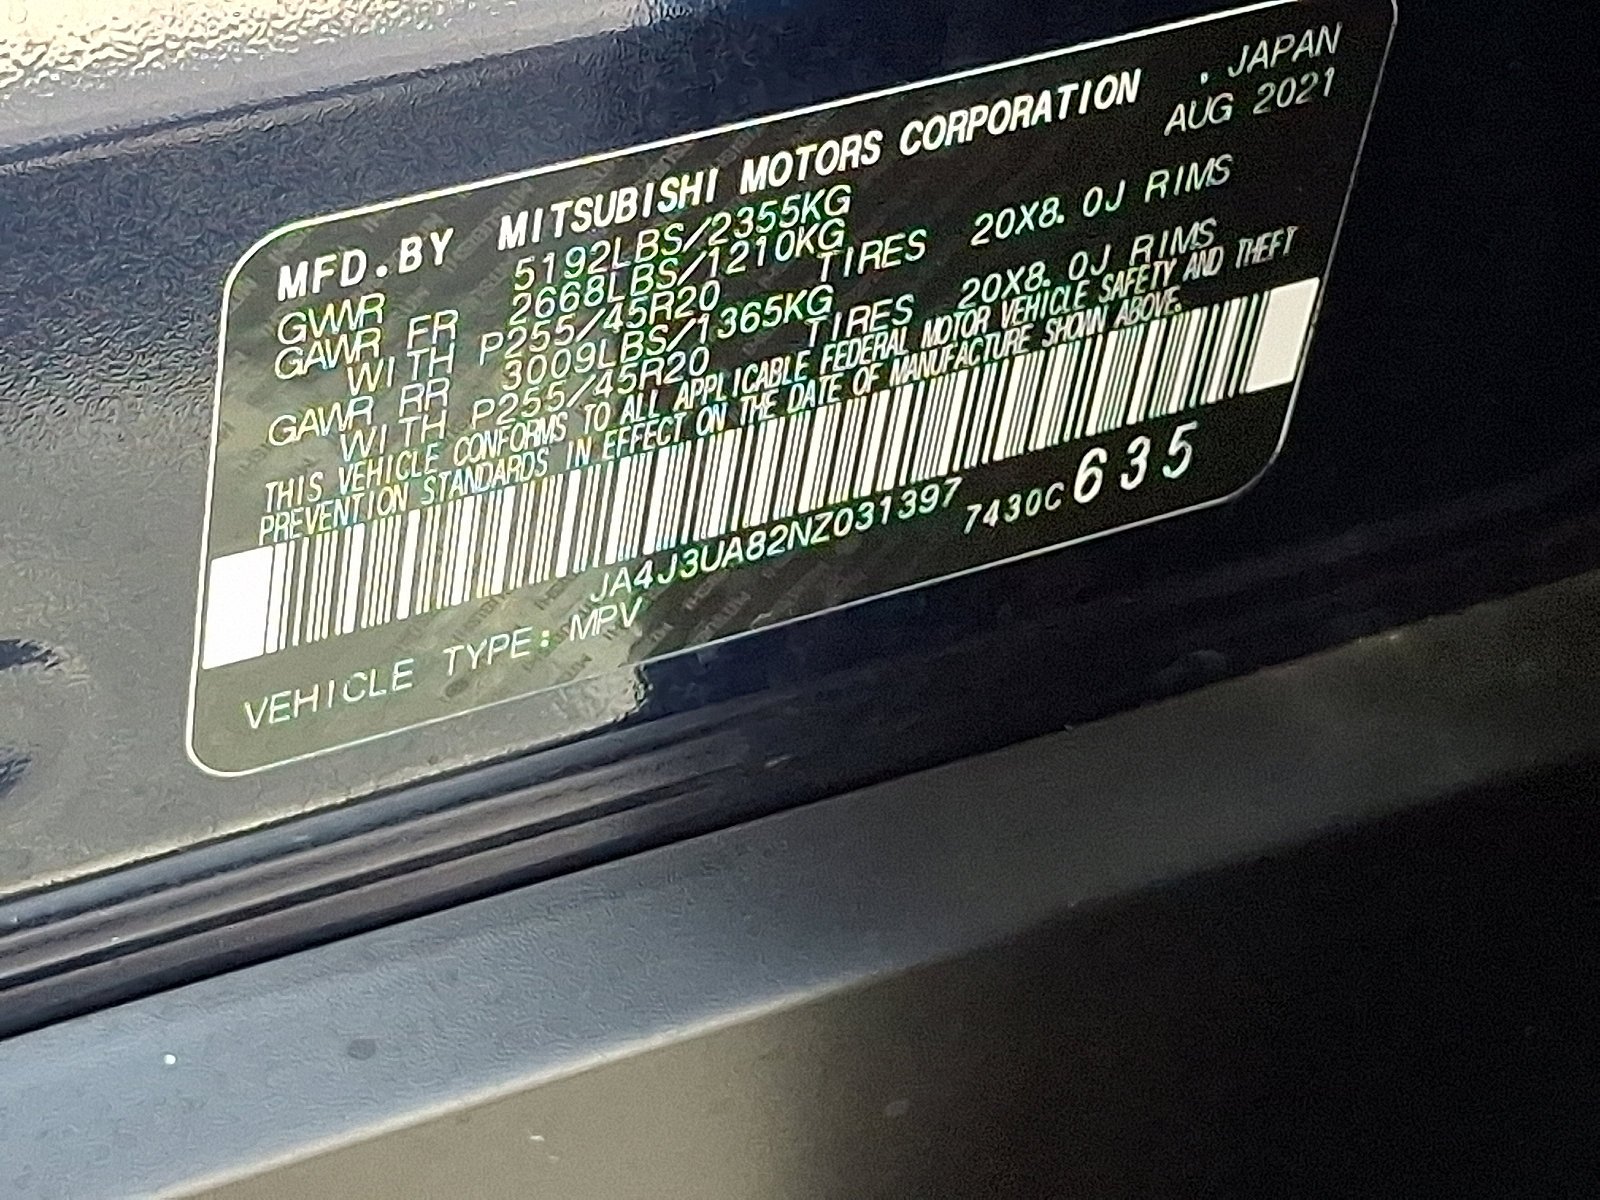 MFD.BY MITSUBISHI MOTORS CORPORATION . JAPAN
GVWR 5192LBS/2355KG AUG 2021
GAWR FR 2668LBS/1210KG
WITH P255/45R20 TIRES 20X8.0J RIMS
GAWR RR 3009LBS/1365KG
WITH P255/45R20 TIRES 20X8.0J RIMS
THIS VEHICLE CONFORMS TO ALL APPLICABLE FEDERAL MOTOR VEHICLE SAFETY AND THEFT
PREVENTION STANDARDS IN EFFECT ON THE DATE OF MANUFACTURE SHOWN ABOVE.
JA4J3UA82NZ031397 7430C635
VEHICLE TYPE: MPV